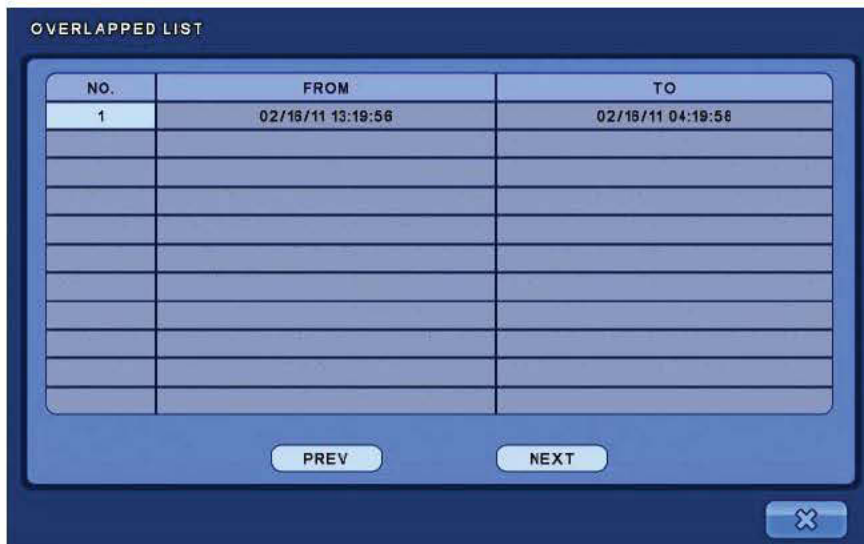 OVERLAPPED LIST
NO. FROM TO
1 02/16/11 13:19:56 02/16/11 04:19:56
PREV NEXT